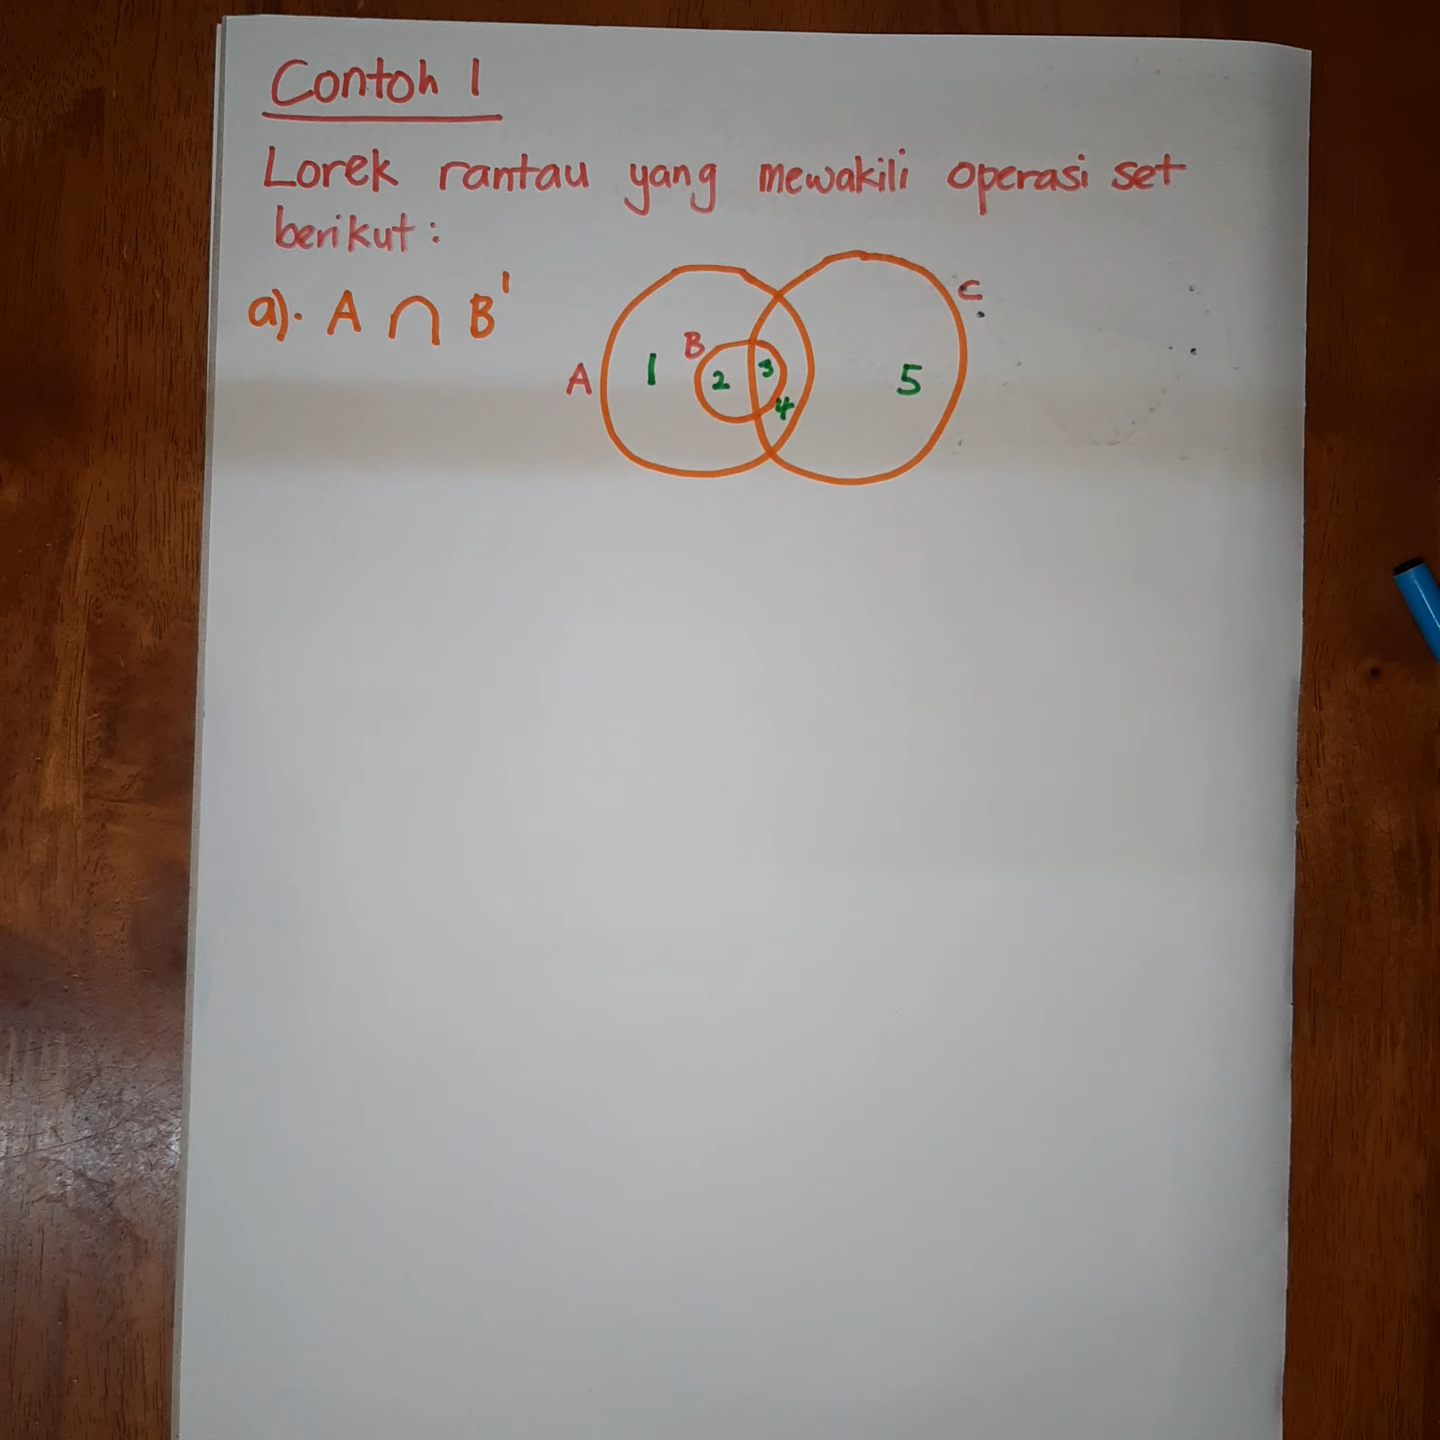 Contoh 1
Lorek rantau yang mewakili operasi set
berikut :
a). A ∩ B'
C
B
A 1 2 3 5
4